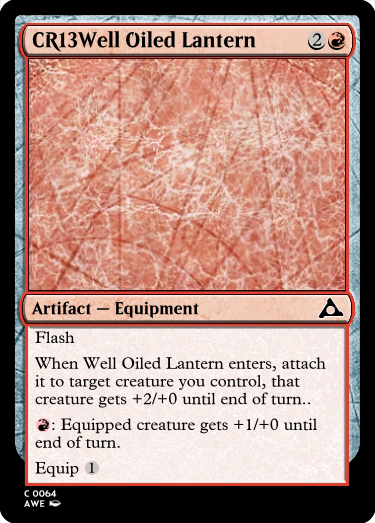 CR13Well Oiled Lantern 2
Artifact — Equipment
Flash
When Well Oiled Lantern enters, attach
it to target creature you control, that
creature gets +2/+0 until end of turn..
: Equipped creature gets +1/+0 until
end of turn.
Equip 1
C 0064
AWE